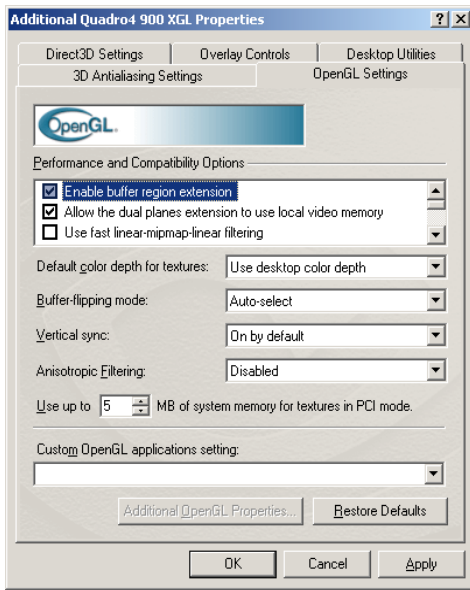 Additional Quadro4 900 XGL Properties
Direct3D Settings
Overlay Controls
Desktop Utilities
3D Antialiasing Settings
OpenGL Settings
OpenGL.
Performance and Compatibility Options
Enable buffer region extension
Allow the dual planes extension to use local video memory
Use fast linear-mipmap-linear filtering
Default color depth for textures: Use desktop color depth
Buffer-flipping mode: Auto-select
Vertical sync: On by default
Anisotropic Filtering: Disabled
Use up to 5 MB of system memory for textures in PCI mode.
Custom OpenGL applications setting:
Additional OpenGL Properties... Restore Defaults
OK Cancel Apply